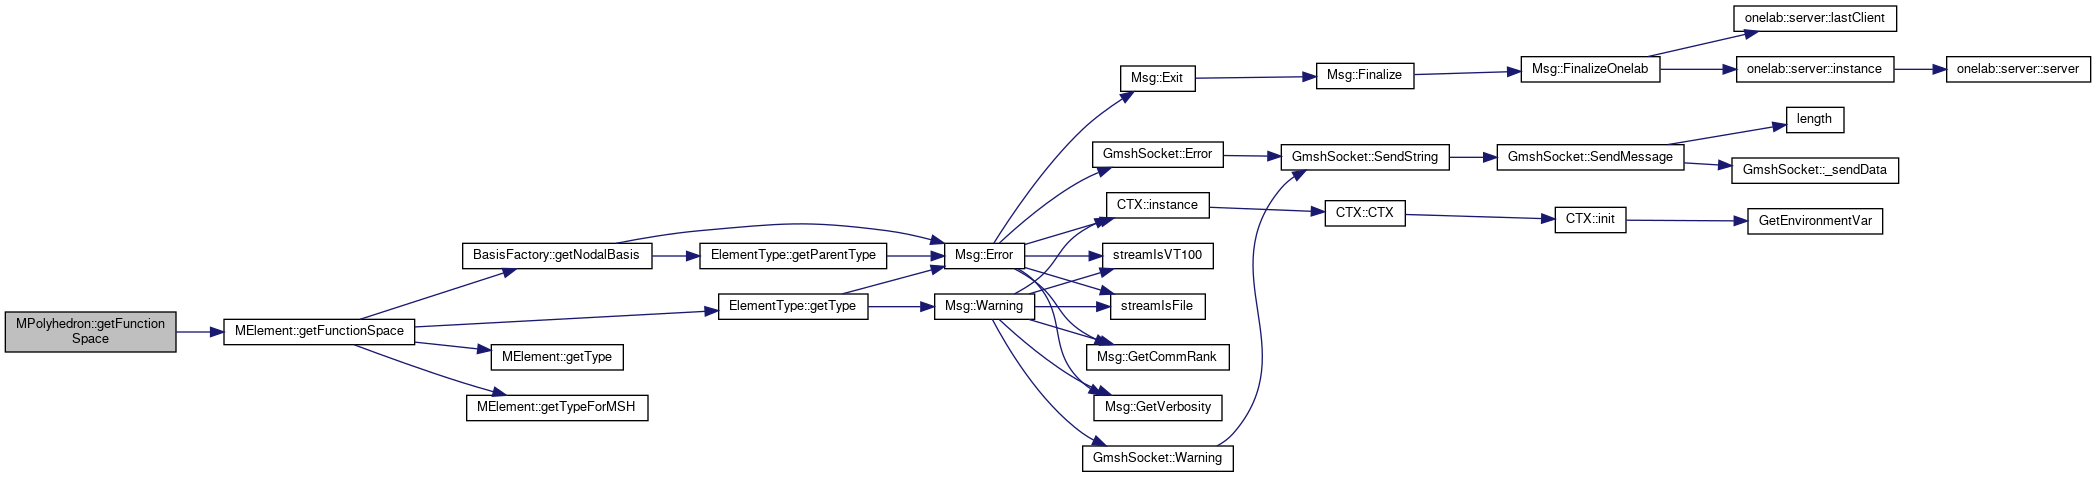 onelab::server::lastClient
Msg::Exit
Msg::Finalize
Msg::FinalizeOnelab
onelab::server::instance
onelab::server::server
length
GmshSocket::Error
GmshSocket::SendString
GmshSocket::SendMessage
GmshSocket::_sendData
CTX::instance
CTX::CTX
CTX::init
GetEnvironmentVar
BasisFactory::getNodalBasis
ElementType::getParentType
Msg::Error
streamIsVT100
MPolyhedron::getFunction
Space
MElement::getFunctionSpace
ElementType::getType
Msg::Warning
streamIsFile
MElement::getType
Msg::GetCommRank
MElement::getTypeForMSH
Msg::GetVerbosity
GmshSocket::Warning